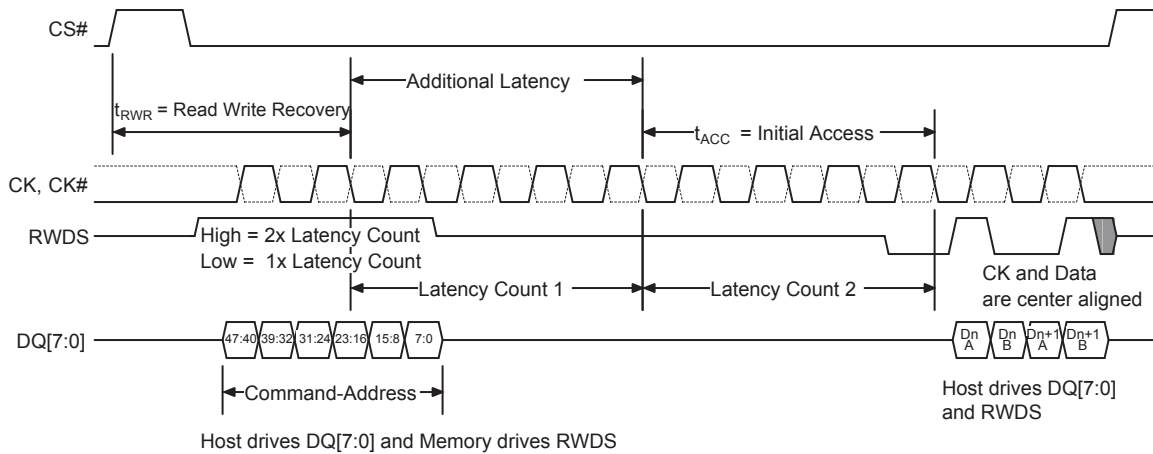 CS#
Additional Latency
tRWR = Read Write Recovery
tACC = Initial Access
CK, CK#
RWDS
High = 2x Latency Count
Low = 1x Latency Count
CK and Data
are center aligned
Latency Count 1
Latency Count 2
DQ[7:0]
47:40 39:32 31:24 23:16 15:8 7:0
Dn A
Dn B
Dn+1 A
Dn+1 B
Command-Address
Host drives DQ[7:0]
and RWDS
Host drives DQ[7:0] and Memory drives RWDS